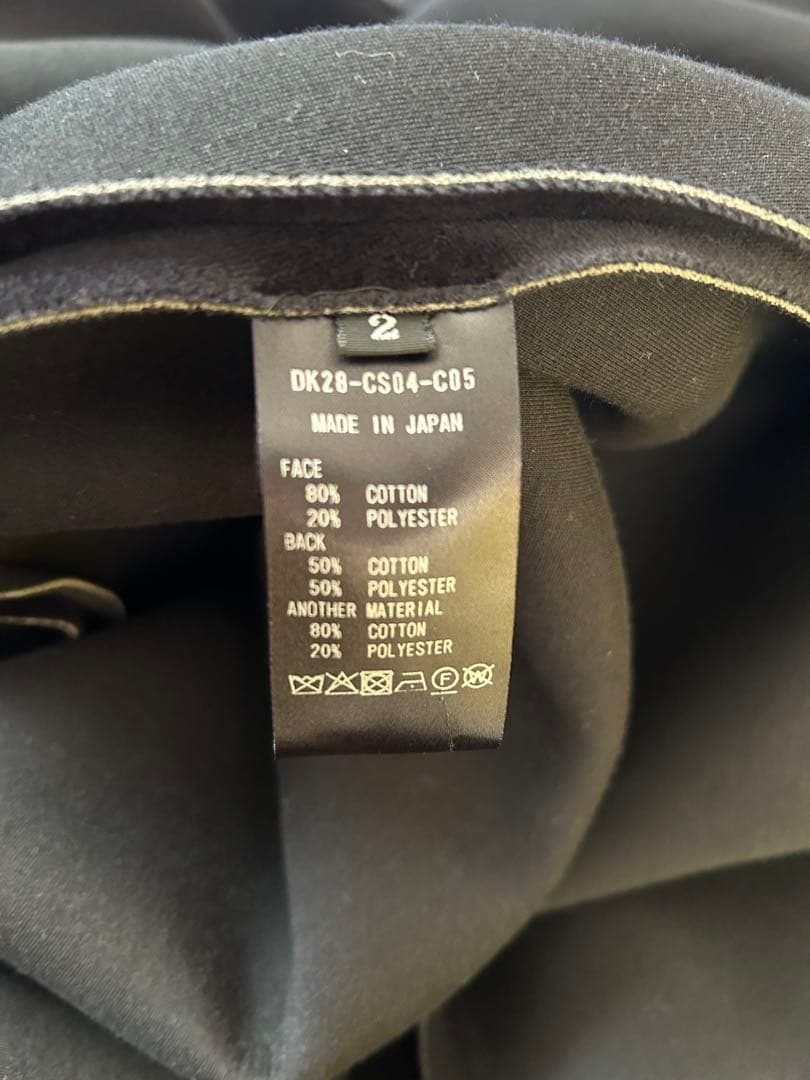 2
DK28-CS04-C05
MADE IN JAPAN
FACE
80% COTTON
20% POLYESTER
BACK
50% COTTON
50% POLYESTER
ANOTHER MATERIAL
80% COTTON
20% POLYESTER
F W